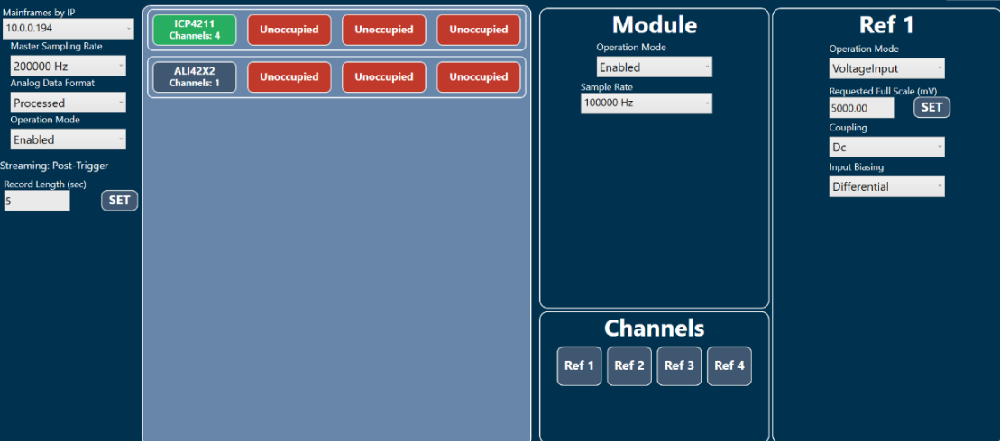 Mainframes by IP
10.0.0.194
Master Sampling Rate
200000 Hz
Analog Data Format
Processed
Operation Mode
Enabled
Streaming: Post-Trigger
Record Length (sec)
5
SET
ICP4211
Channels: 4
Unoccupied
Unoccupied
Unoccupied
ALI42X2
Channels: 1
Unoccupied
Unoccupied
Unoccupied
Module
Operation Mode
Enabled
Sample Rate
100000 Hz
Channels
Ref 1
Ref 2
Ref 3
Ref 4
Ref 1
Operation Mode
VoltageInput
Requested Full Scale (mV)
5000.00
SET
Coupling
Dc
Input Biasing
Differential